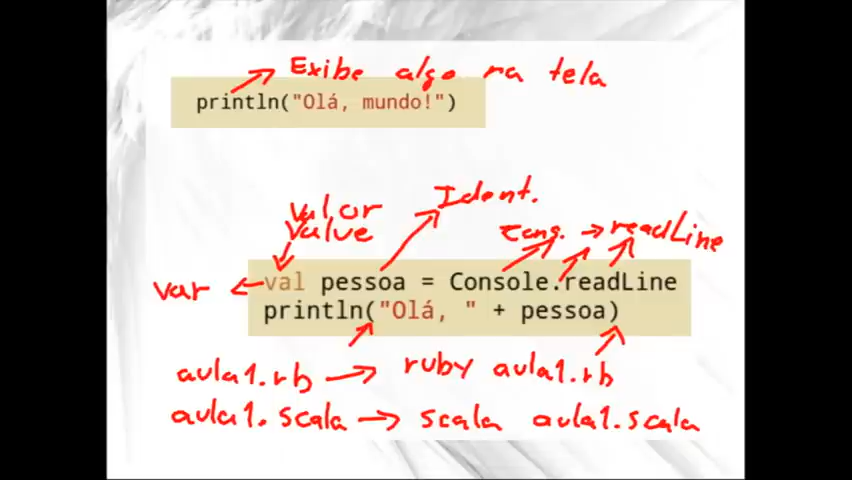 Exibe algo na tela
println("Olá, mundo!")
Ident.
valor
value
Cons. → readLine
var
val pessoa = Console.readLine
println("Olá, " + pessoa)
aula1.rb → ruby aula1.rb
aula1.scala → scala aula1.scala